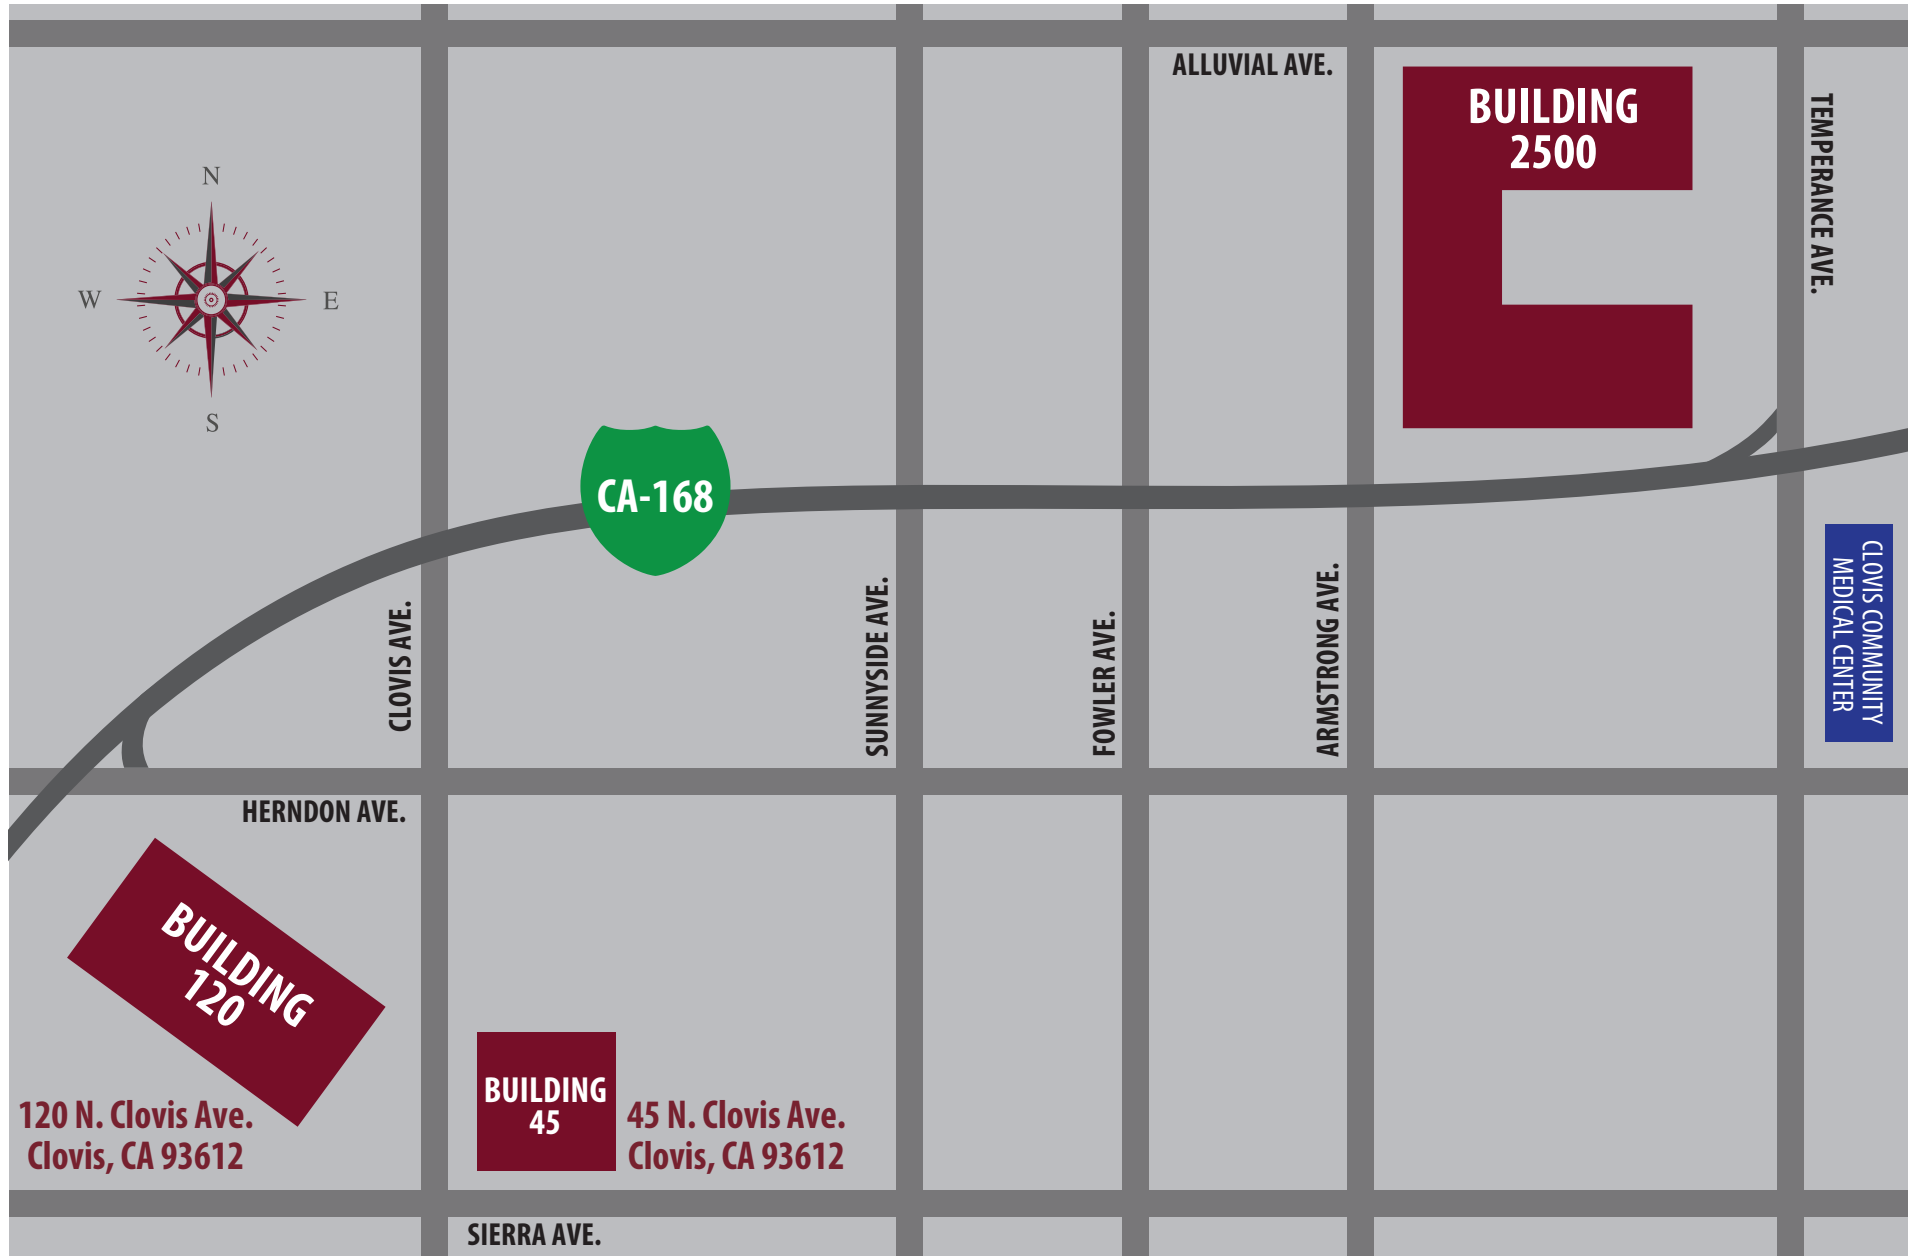 ALLUVIAL AVE.
BUILDING
2500
TEMPERANCE AVE.
N
W
E
S
CA-168
CLOVIS AVE.
SUNNYSIDE AVE.
FOWLER AVE.
ARMSTRONG AVE.
CLOVIS COMMUNITY
MEDICAL CENTER
HERNDON AVE.
BUILDING
120
120 N. Clovis Ave.
Clovis, CA 93612
BUILDING
45
45 N. Clovis Ave.
Clovis, CA 93612
SIERRA AVE.